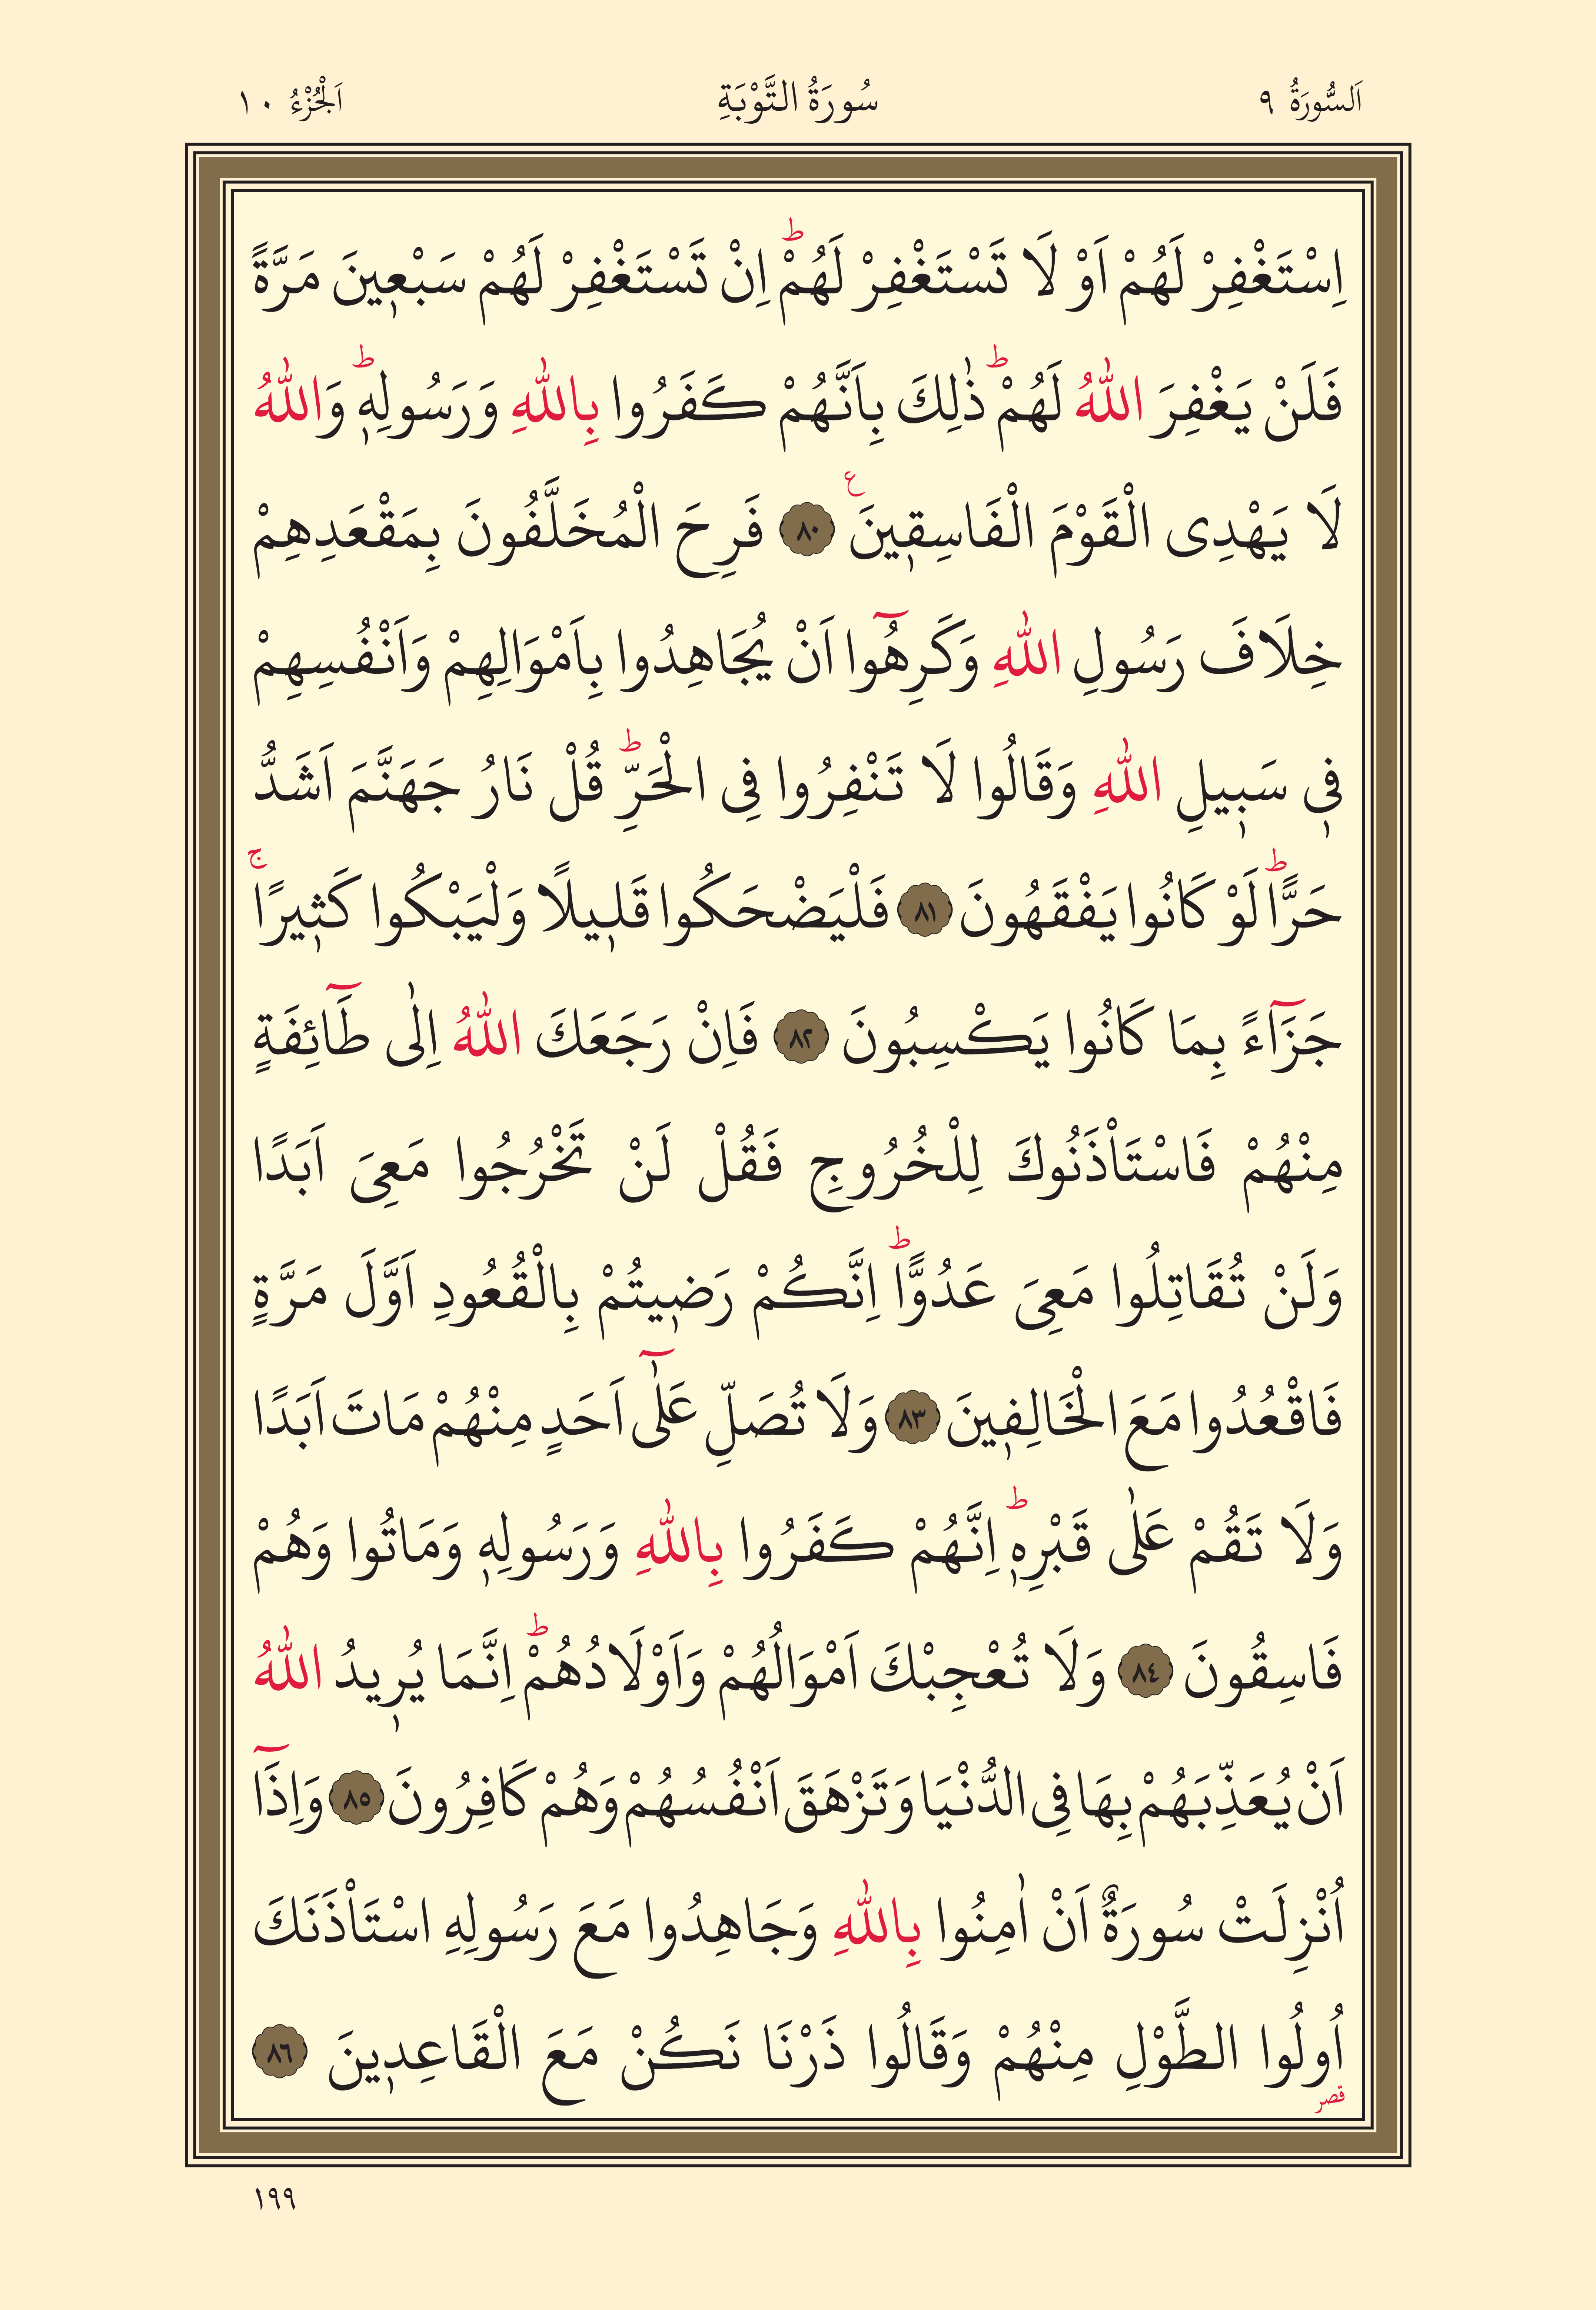 اَلسُّورَةُ ٩ سُورَةُ التَّوْبَةِ اَلْجُزْءُ ١٠
اِسْتَغْفِرْ لَهُمْ اَوْ لَا تَسْتَغْفِرْ لَهُمْؕ اِنْ تَسْتَغْفِرْ لَهُمْ سَبْع۪ينَ مَرَّةً
فَلَنْ يَغْفِرَ اللّٰهُ لَهُمْؕ ذٰلِكَ بِاَنَّهُمْ كَفَرُوا بِاللّٰهِ وَرَسُولِه۪ؕ وَاللّٰهُ
لَا يَهْدِى الْقَوْمَ الْفَاسِق۪ينَࣖ ٨٠ فَرِحَ الْمُخَلَّفُونَ بِمَقْعَدِهِمْ
خِلَافَ رَسُولِ اللّٰهِ وَكَرِهُٓوا اَنْ يُجَاهِدُوا بِاَمْوَالِهِمْ وَاَنْفُسِهِمْ
ف۪ى سَب۪يلِ اللّٰهِ وَقَالُوا لَا تَنْفِرُوا فِى الْحَرِّؕ قُلْ نَارُ جَهَنَّمَ اَشَدُّ
حَرًّاؕ لَوْ كَانُوا يَفْقَهُونَ ٨١ فَلْيَضْحَكُوا قَل۪يلًا وَلْيَبْكُوا كَث۪يرًاۚ
جَزَٓاءً بِمَا كَانُوا يَكْسِبُونَ ٨٢ فَاِنْ رَجَعَكَ اللّٰهُ اِلٰى طَٓائِفَةٍ
مِنْهُمْ فَاسْتَاْذَنُوكَ لِلْخُرُوجِ فَقُلْ لَنْ تَخْرُجُوا مَعِىَ اَبَدًا
وَلَنْ تُقَاتِلُوا مَعِىَ عَدُوًّاؕ اِنَّكُمْ رَض۪يتُمْ بِالْقُعُودِ اَوَّلَ مَرَّةٍ
فَاقْعُدُوا مَعَ الْخَالِف۪ينَ ٨٣ وَلَا تُصَلِّ عَلٰٓى اَحَدٍ مِنْهُمْ مَاتَ اَبَدًا
وَلَا تَقُمْ عَلٰى قَبْرِه۪ؕ اِنَّهُمْ كَفَرُوا بِاللّٰهِ وَرَسُولِه۪ وَمَاتُوا وَهُمْ
فَاسِقُونَ ٨٤ وَلَا تُعْجِبْكَ اَمْوَالُهُمْ وَاَوْلَادُهُمْؕ اِنَّمَا يُر۪يدُ اللّٰهُ
اَنْ يُعَذِّبَهُمْ بِهَا فِى الدُّنْيَا وَتَزْهَقَ اَنْفُسُهُمْ وَهُمْ كَافِرُونَ ٨٥ وَاِذَٓا
اُنْزِلَتْ سُورَةٌ اَنْ اٰمِنُوا بِاللّٰهِ وَجَاهِدُوا مَعَ رَسُولِهِ اسْتَاْذَنَكَ
اُولُوا الطَّوْلِ مِنْهُمْ وَقَالُوا ذَرْنَا نَكُنْ مَعَ الْقَاعِد۪ينَ ٨٦
قصر
١٩٩